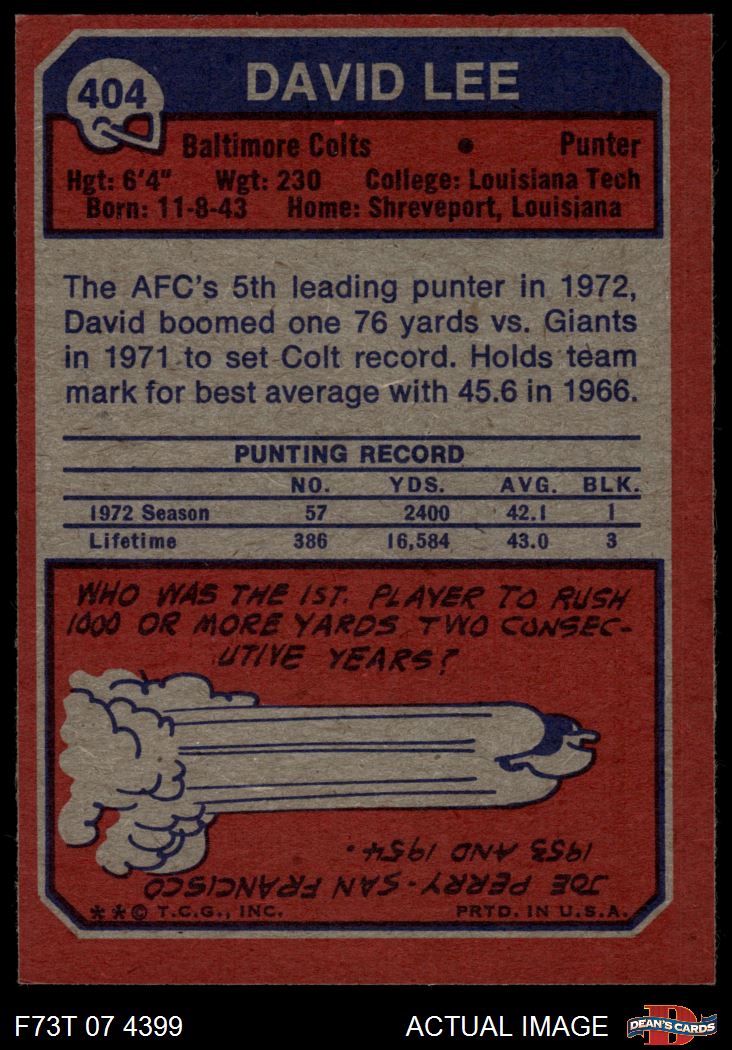 404
DAVID LEE
Baltimore Colts • Punter
Hgt: 6'4" Wgt: 230 College: Louisiana Tech
Born: 11-8-43 Home: Shreveport, Louisiana
The AFC's 5th leading punter in 1972,
David boomed one 76 yards vs. Giants
in 1971 to set Colt record. Holds team
mark for best average with 45.6 in 1966.
PUNTING RECORD
NO. YDS. AVG. BLK.
1972 Season 57 2400 42.1 1
Lifetime 386 16,584 43.0 3
WHO WAS THE 1ST. PLAYER TO RUSH
1000 OR MORE YARDS TWO CONSEC-
UTIVE YEARS?
JOE PERRY-SAN FRANCISCO
1953 AND 1954.
**© T.C.G., INC. PRTD. IN U.S.A.
F73T 07 4399 ACTUAL IMAGE D DEAN'S CARDS